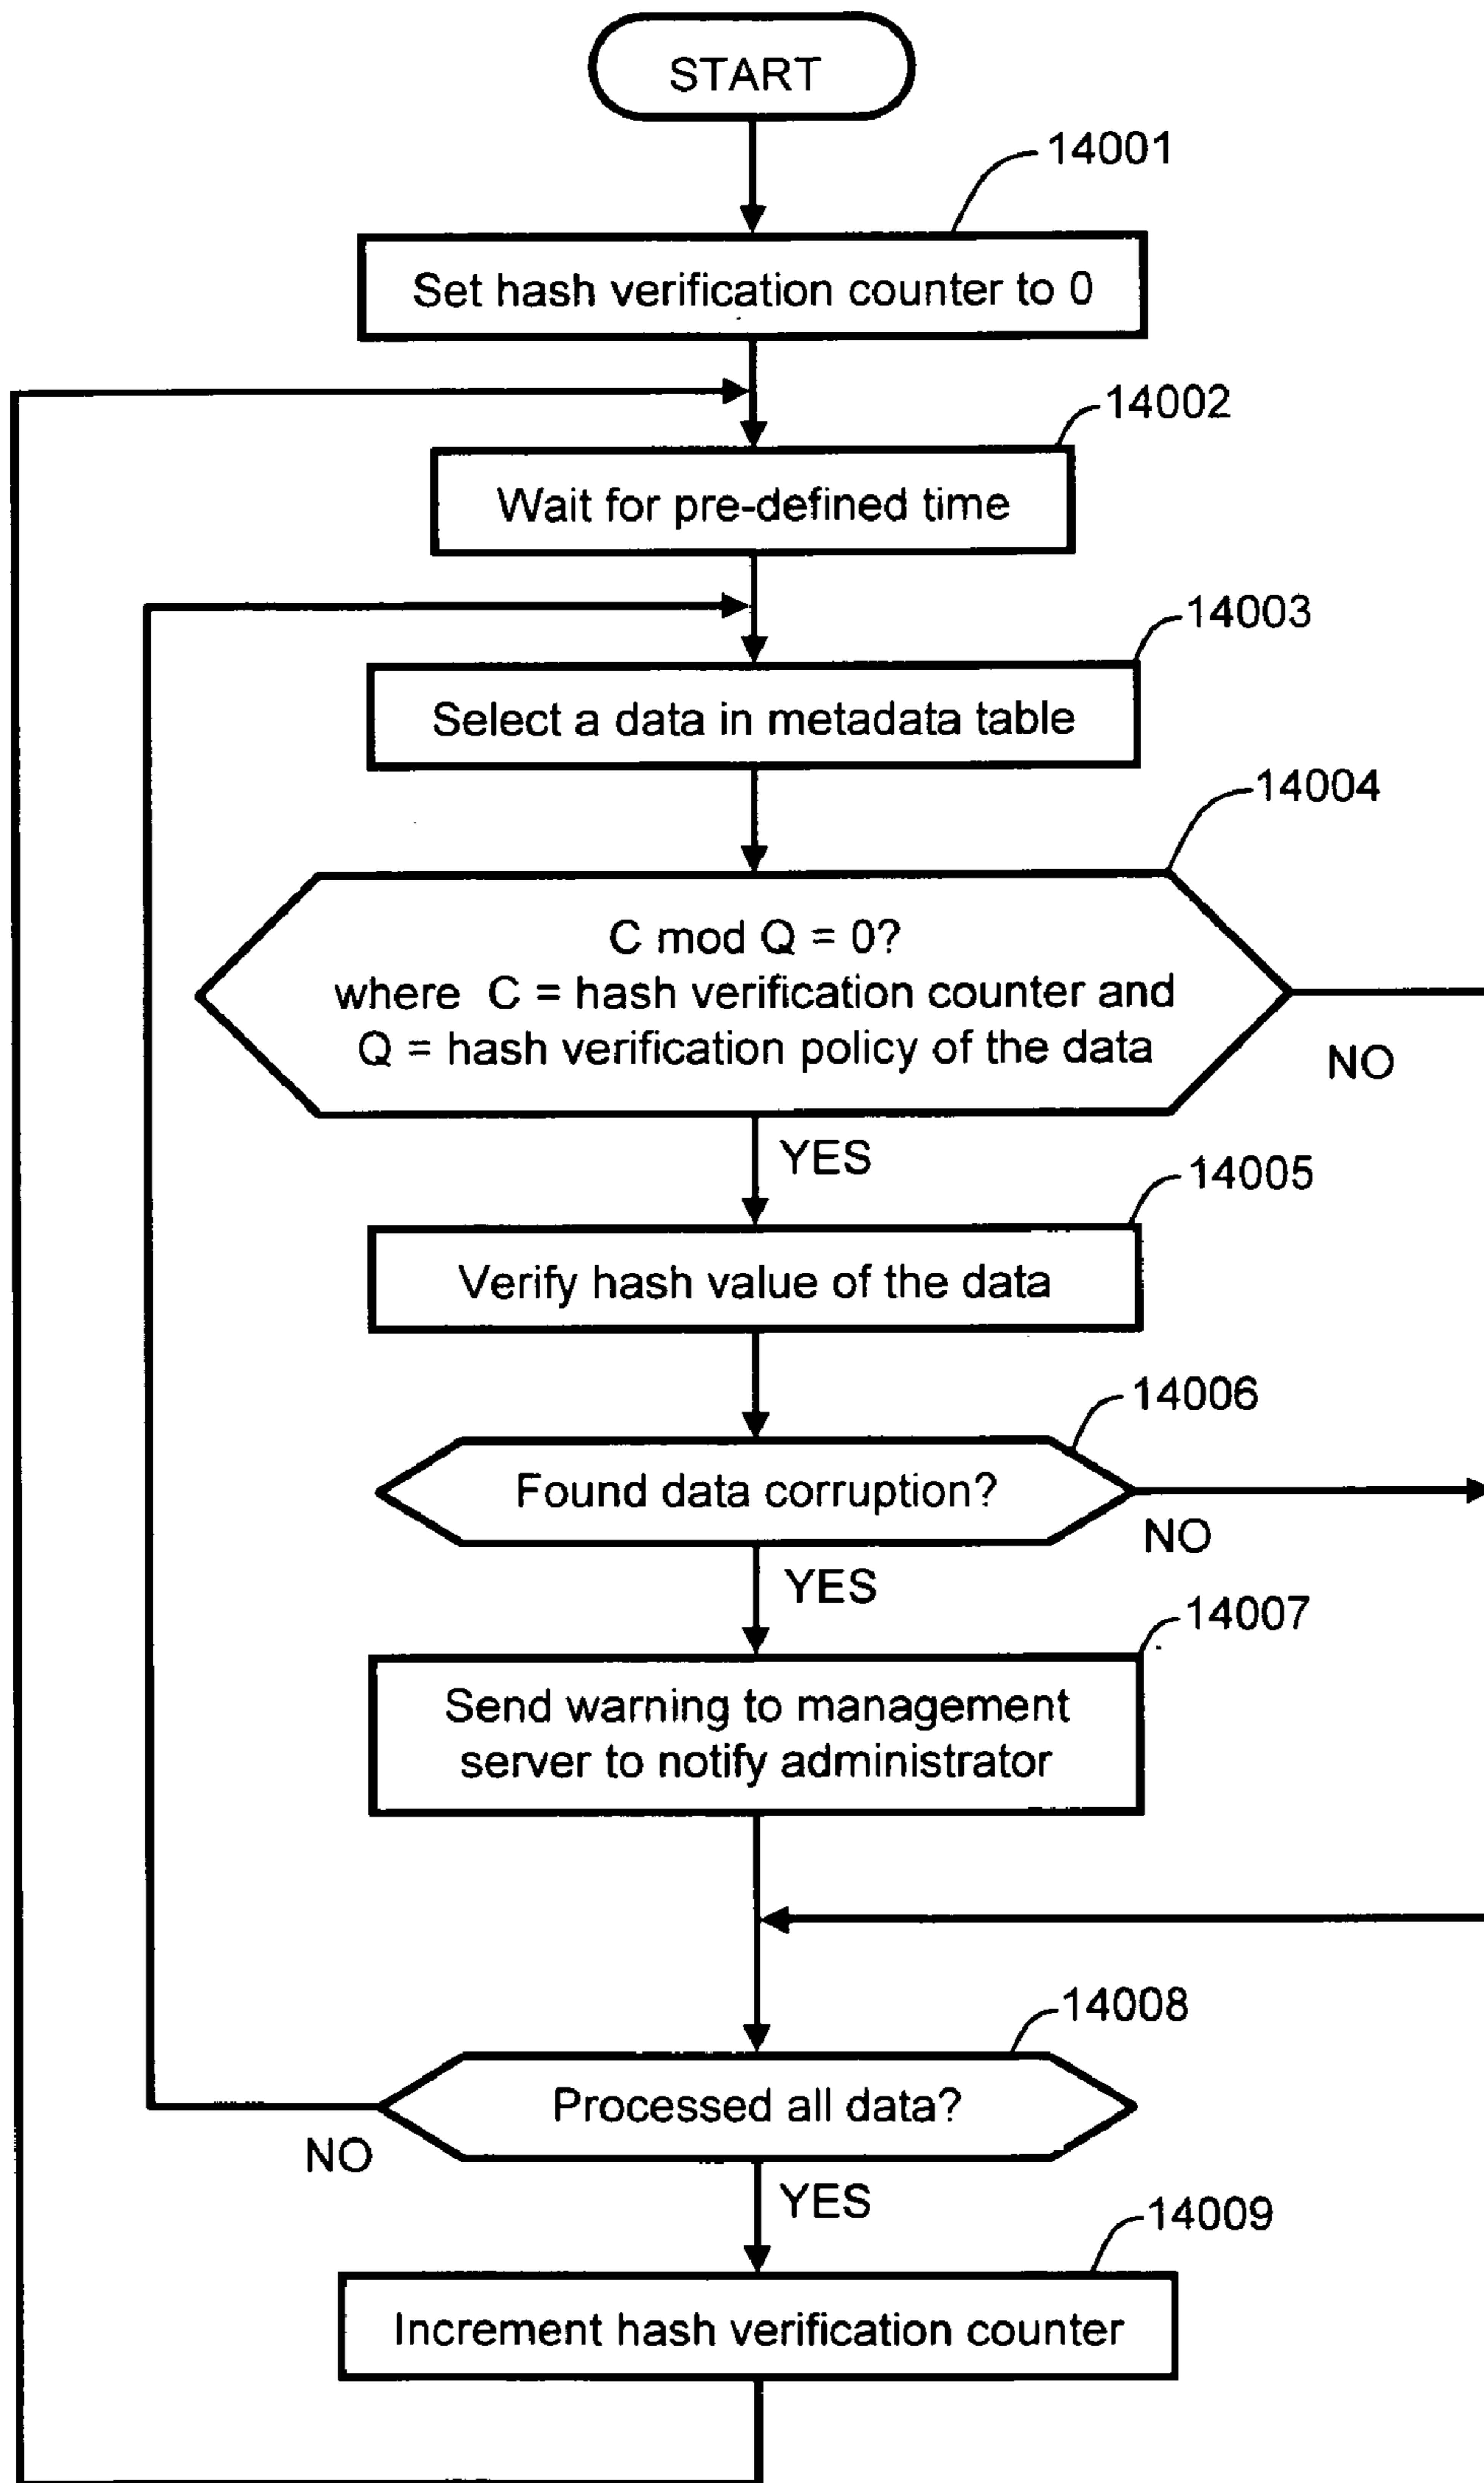 START
14001
Set hash verification counter to 0
14002
Wait for pre-defined time
14003
Select a data in metadata table
14004
C mod Q = 0?
where C = hash verification counter and
Q = hash verification policy of the data
NO
YES
14005
Verify hash value of the data
14006
Found data corruption?
NO
YES
14007
Send warning to management
server to notify administrator
14008
Processed all data?
NO
YES
14009
Increment hash verification counter